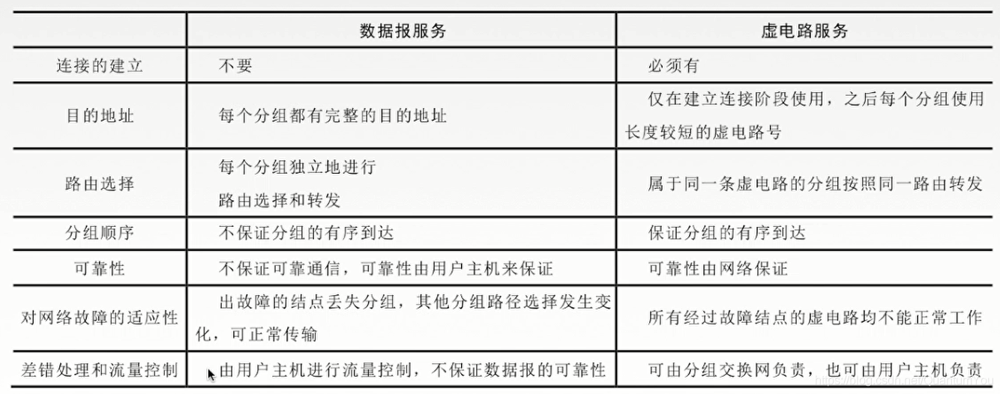 数据报服务 虚电路服务
连接的建立 不要 必须有
目的地址 每个分组都有完整的目的地址 仅在建立连接阶段使用，之后每个分组使用
长度较短的虚电路号
路由选择 每个分组独立地进行
路由选择和转发 属于同一条虚电路的分组按照同一路由转发
分组顺序 不保证分组的有序到达 保证分组的有序到达
可靠性 不保证可靠通信，可靠性由用户主机来保证 可靠性由网络保证
对网络故障的适应性 出故障的结点丢失分组，其他分组路径选择发生变
化，可正常传输 所有经过故障结点的虚电路均不能正常工作
差错处理和流量控制 由用户主机进行流量控制，不保证数据报的可靠性 可由分组交换网负责，也可由用户主机负责
https://blog.csdn.net/QuantumYou